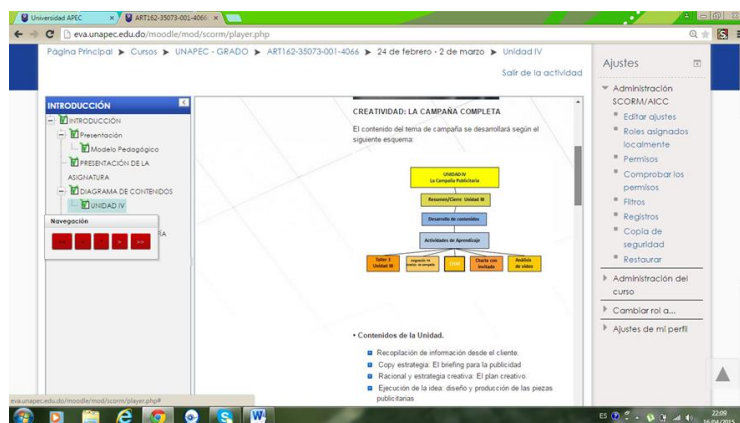 Universidad APEC
ART162-35073-001-4066
eva.unapec.edu.do/moodle/mod/scorm/player.php
Página Principal ► Cursos ► UNAPEC - GRADO ► ART162-35073-001-4066 ► 24 de febrero - 2 de marzo ► Unidad IV
Salir de la actividad
INTRODUCCIÓN
INTRODUCCIÓN
Presentación
Modelo Pedagógico
PRESENTACIÓN DE LA
ASIGNATURA
DIAGRAMA DE CONTENIDOS
UNIDAD IV
Navegación
<< < ^ > >>
CREATIVIDAD: LA CAMPAÑA COMPLETA
El contenido del tema de campaña se desarrollará según el
siguiente esquema:
UNIDAD IV
La Campaña Publicitaria
Resumen/Cierre Unidad III
Desarrollo de contenidos
Actividades de Aprendizaje
Taller 3
Unidad III
Charla con
invitado
Análisis
de video
• Contenidos de la Unidad.
Recopilación de información desde el cliente.
Copy estrategia: El briefing para la publicidad
Racional y estrategia creativa: El plan creativo.
Ejecución de la idea: diseño y producción de las piezas
publicitarias
Ajustes
Administración
SCORM/AICC
Editar ajustes
Roles asignados
localmente
Permisos
Comprobar los
permisos
Filtros
Registros
Copia de
seguridad
Restaurar
Administración del
curso
Cambiar rol a...
Ajustes de mi perfil
eva.unapec.edu.do/moodle/mod/scorm/player.php#
ES
22:09
16/04/2015